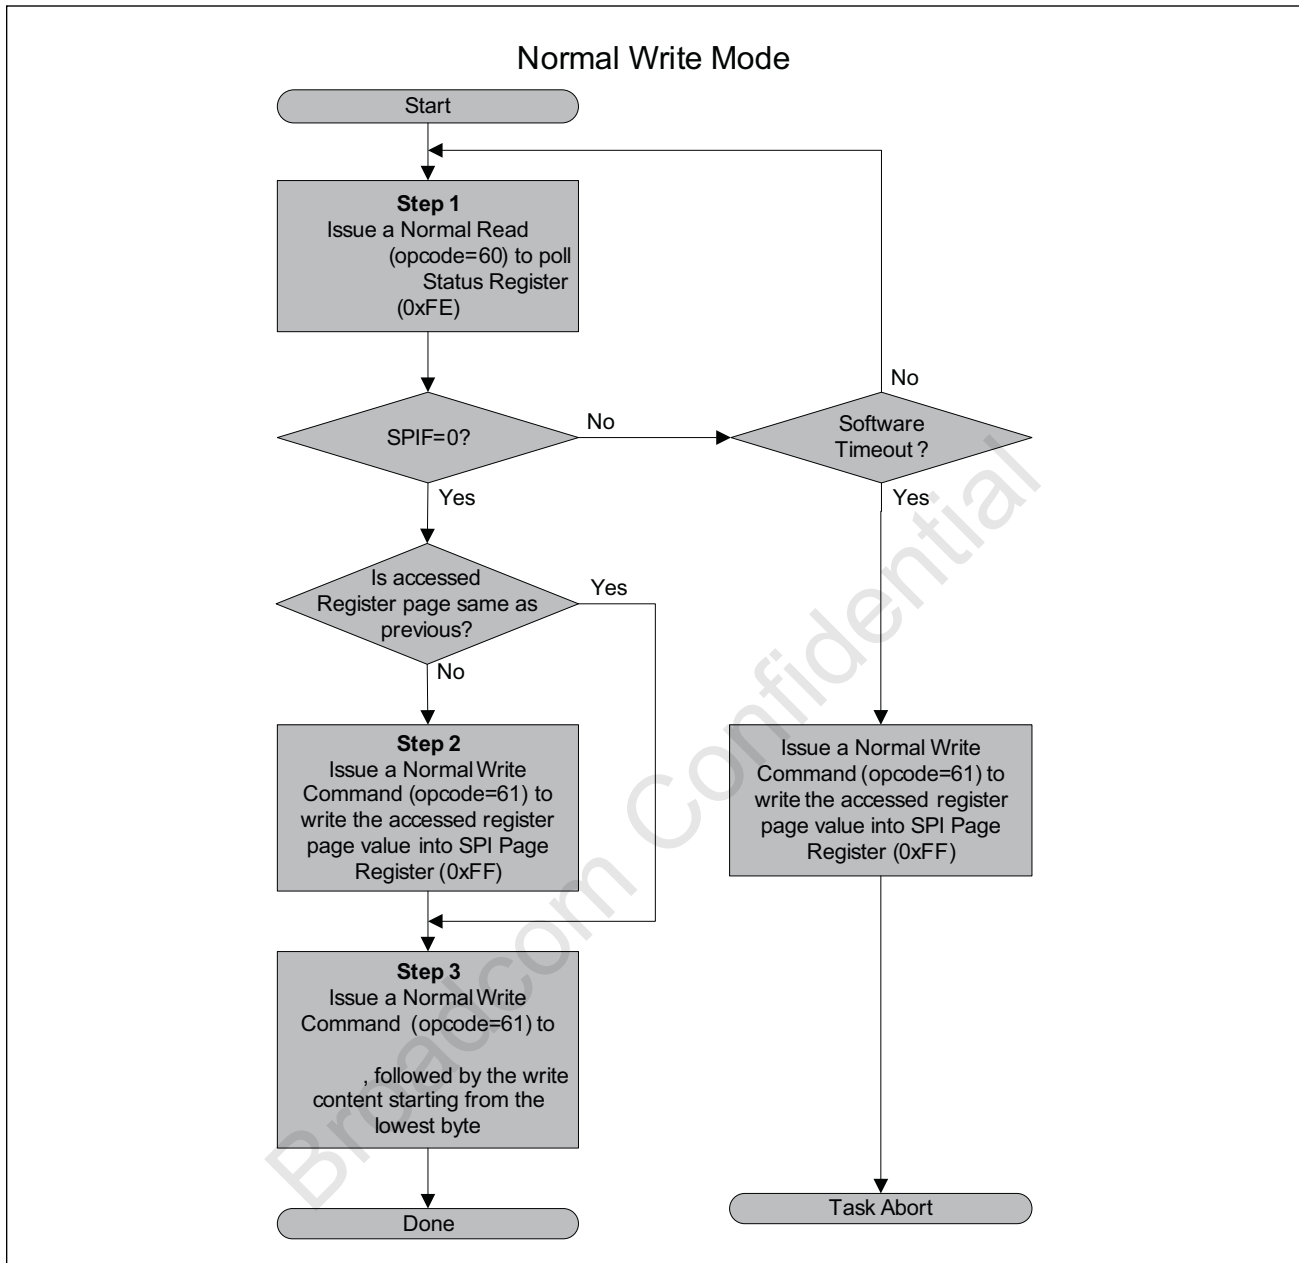 Normal Write Mode
Start
Step 1
Issue a Normal Read
(opcode=60) to poll
Status Register
(0xFE)
SPIF=0?
No
Software
Timeout ?
No
Yes
Yes
Is accessed
Register page same as
previous?
Yes
No
Step 2
Issue a Normal Write
Command (opcode=61) to
write the accessed register
page value into SPI Page
Register (0xFF)
Issue a Normal Write
Command (opcode=61) to
write the accessed register
page value into SPI Page
Register (0xFF)
Step 3
Issue a Normal Write
Command (opcode=61) to
, followed by the write
content starting from the
lowest byte
Done
Task Abort
Broadcom Confidential